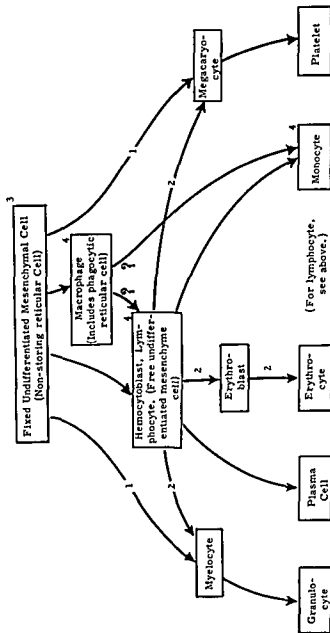 3
Fixed Undifferentiated Mesenchymal Cell
(Non-storing reticular Cell)
4
Macrophage
(Includes phagocytic
reticular cell)
1
1
? ?
4
Hemocytoblast, Lym-
phocyte, (Free undiffer-
entiated mesenchyme
cell)
2
2
2
Myelocyte
Erythro-
blast
Megacaryo-
cyte
2
(For lymphocyte,
see above.)
4
Granulo-
cyte
Plasma
Cell
Erythro-
cyte
Monocyte
Platelet